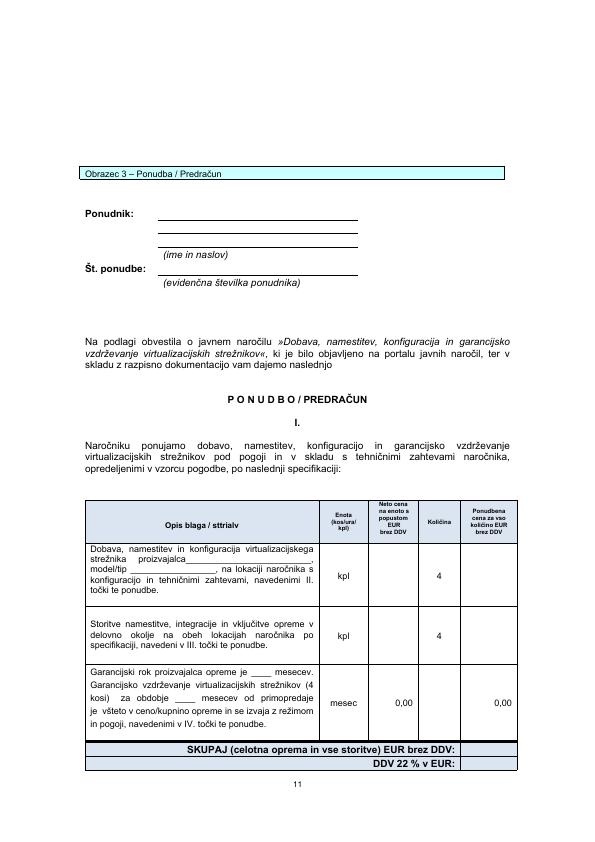 Obrazec 3 – Ponudba / Predračun
Ponudnik:
(ime in naslov)
Št. ponudbe:
(evidenčna številka ponudnika)
Na podlagi obvestila o javnem naročilu »Dobava, namestitev, konfiguracija in garancijsko
vzdrževanje virtualizacijskih strežnikov«, ki je bilo objavljeno na portalu javnih naročil, ter v
skladu z razpisno dokumentacijo vam dajemo naslednjo
P O N U D B O / PREDRAČUN
I.
Naročniku ponujamo dobavo, namestitev, konfiguracijo in garancijsko vzdrževanje
virtualizacijskih strežnikov pod pogoji in v skladu s tehničnimi zahtevami naročnika,
opredeljenimi v vzorcu pogodbe, po naslednji specifikaciji:
Opis blaga / sttrialv
Enota
(kos/ura/
kpl)
Neto cena
na enoto s
popustom
EUR
brez DDV
Količina
Ponudbena
cena za vso
količino EUR
brez DDV
Dobava, namestitev in konfiguracija virtualizacijskega
strežnika proizvajalca_______________________,
model/tip ________________, na lokaciji naročnika s
konfiguracijo in tehničnimi zahtevami, navedenimi II.
točki te ponudbe.
kpl
4
Storitve namestitve, integracije in vključitve opreme v
delovno okolje na obeh lokacijah naročnika po
specifikaciji, navedeni v III. točki te ponudbe.
kpl
4
Garancijski rok proizvajalca opreme je ____ mesecev.
Garancijsko vzdrževanje virtualizacijskih strežnikov (4
kosi) za obdobje ____ mesecev od primopredaje
je všteto v ceno/kupnino opreme in se izvaja z režimom
in pogoji, navedenimi v IV. točki te ponudbe.
mesec
0,00
0,00
SKUPAJ (celotna oprema in vse storitve) EUR brez DDV:
DDV 22 % v EUR:
11